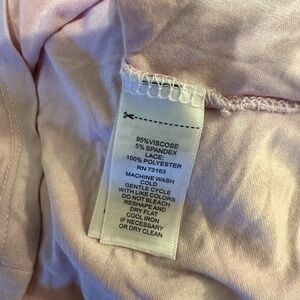 95%VISCOSE
5% SPANDEX
LACE:
100% POLYESTER
RN 73163
MACHINE WASH
COLD
GENTLE CYCLE
WITH LIKE COLORS
DO NOT BLEACH
RESHAPE AND
DRY FLAT
COOL IRON
IF NECESSARY
OR DRY CLEAN